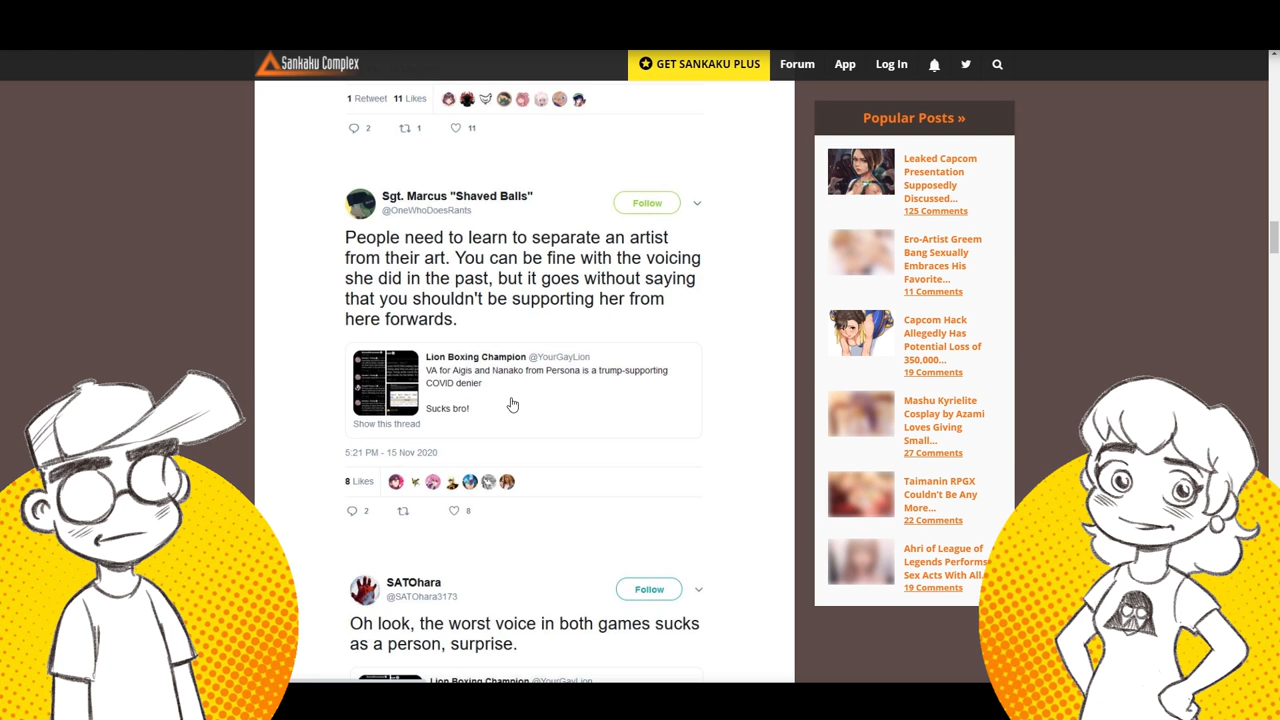 Sankaku Complex
GET SANKAKU PLUS
Forum
App
Log In
1 Retweet 11 Likes
2 1 11
Sgt. Marcus "Shaved Balls"
@OneWhoDoesRants
Follow
People need to learn to separate an artist
from their art. You can be fine with the voicing
she did in the past, but it goes without saying
that you shouldn't be supporting her from
here forwards.
Lion Boxing Champion @YourGayLion
VA for Aigis and Nanako from Persona is a trump-supporting
COVID denier
Sucks bro!
Show this thread
5:21 PM - 15 Nov 2020
8 Likes
2 8
SATOhara
@SATOhara3173
Follow
Oh look, the worst voice in both games sucks
as a person, surprise.
Lion Boxing Champion @YourGayLion
Popular Posts »
Leaked Capcom
Presentation
Supposedly
Discussed...
125 Comments
Ero-Artist Greem
Bang Sexually
Embraces His
Favorite...
11 Comments
Capcom Hack
Allegedly Has
Potential Loss of
350,000...
19 Comments
Mashu Kyrielite
Cosplay by Azami
Loves Giving
Small...
27 Comments
Taimanin RPGX
Couldn't Be Any
More...
22 Comments
Ahri of League of
Legends Performs
Sex Acts With All...
19 Comments